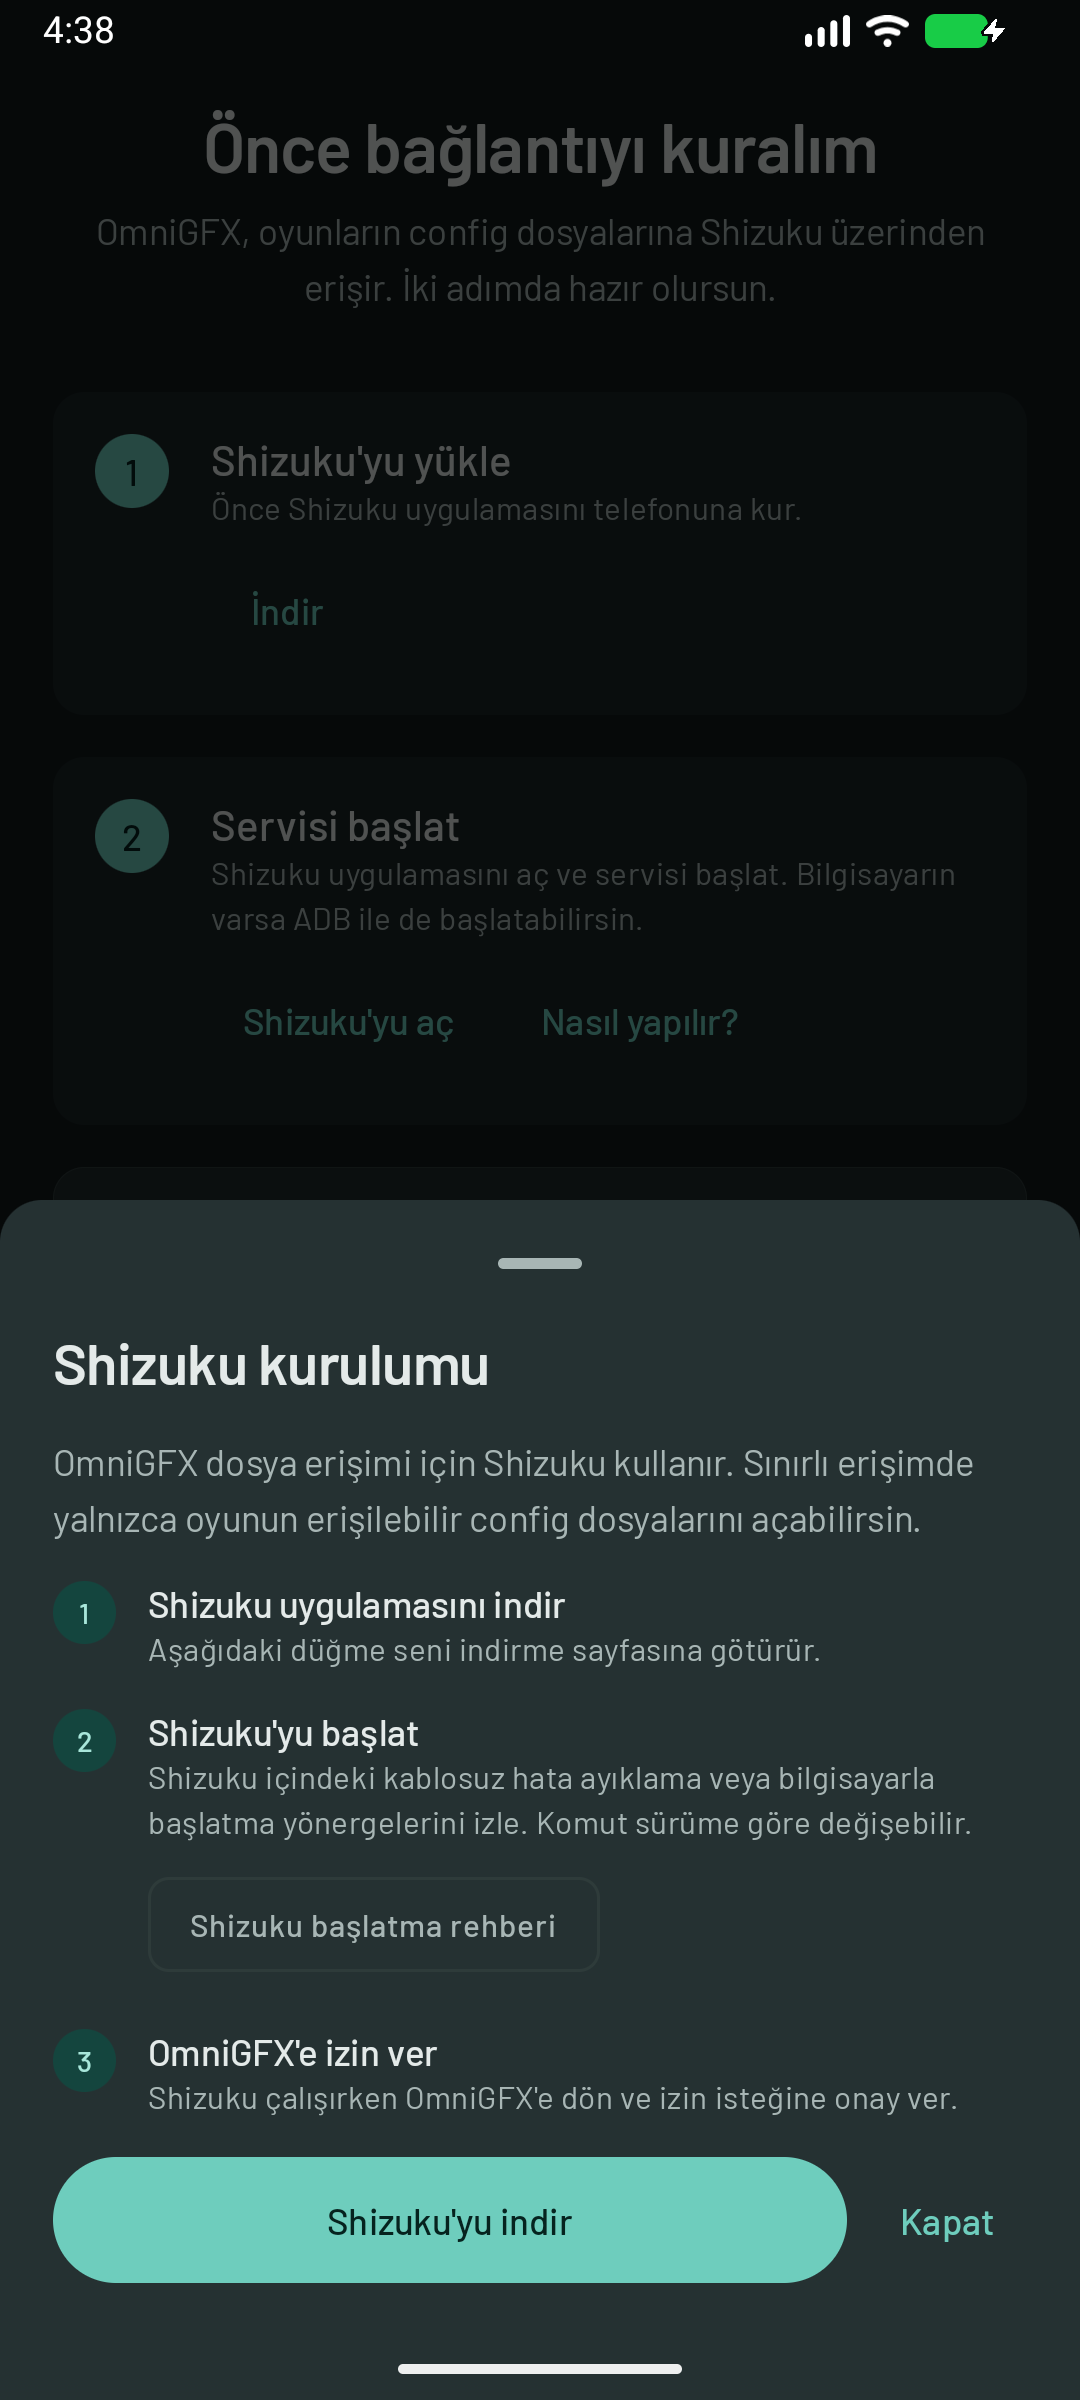 4:38
Önce bağlantıyı kuralım
OmniGFX, oyunların config dosyalarına Shizuku üzerinden
erişir. İki adımda hazır olursun.
1
Shizuku'yu yükle
Önce Shizuku uygulamasını telefonuna kur.
İndir
2
Servisi başlat
Shizuku uygulamasını aç ve servisi başlat. Bilgisayarın
varsa ADB ile de başlatabilirsin.
Shizuku'yu aç
Nasıl yapılır?
Shizuku kurulumu
OmniGFX dosya erişimi için Shizuku kullanır. Sınırlı erişimde
yalnızca oyunun erişilebilir config dosyalarını açabilirsin.
1
Shizuku uygulamasını indir
Aşağıdaki düğme seni indirme sayfasına götürür.
2
Shizuku'yu başlat
Shizuku içindeki kablosuz hata ayıklama veya bilgisayarla
başlatma yönergelerini izle. Komut sürüme göre değişebilir.
Shizuku başlatma rehberi
3
OmniGFX'e izin ver
Shizuku çalışırken OmniGFX'e dön ve izin isteğine onay ver.
Shizuku'yu indir
Kapat